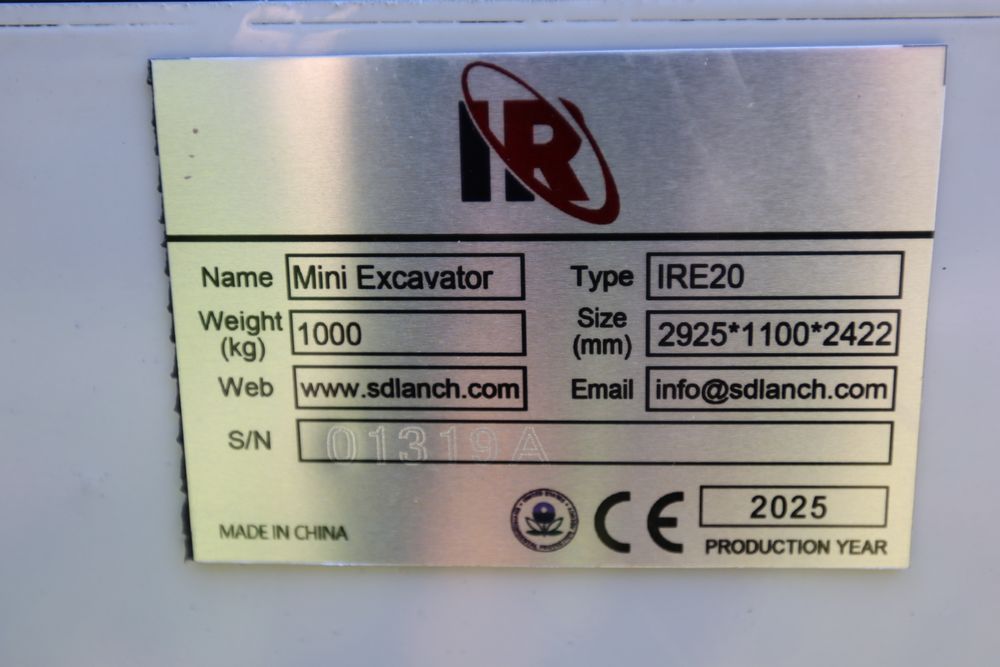 IR
Name Mini Excavator Type IRE20
Weight (kg) 1000 Size (mm) 2925*1100*2422
Web www.sdlanch.com Email info@sdlanch.com
S/N 01319A
MADE IN CHINA CE 2025
PRODUCTION YEAR